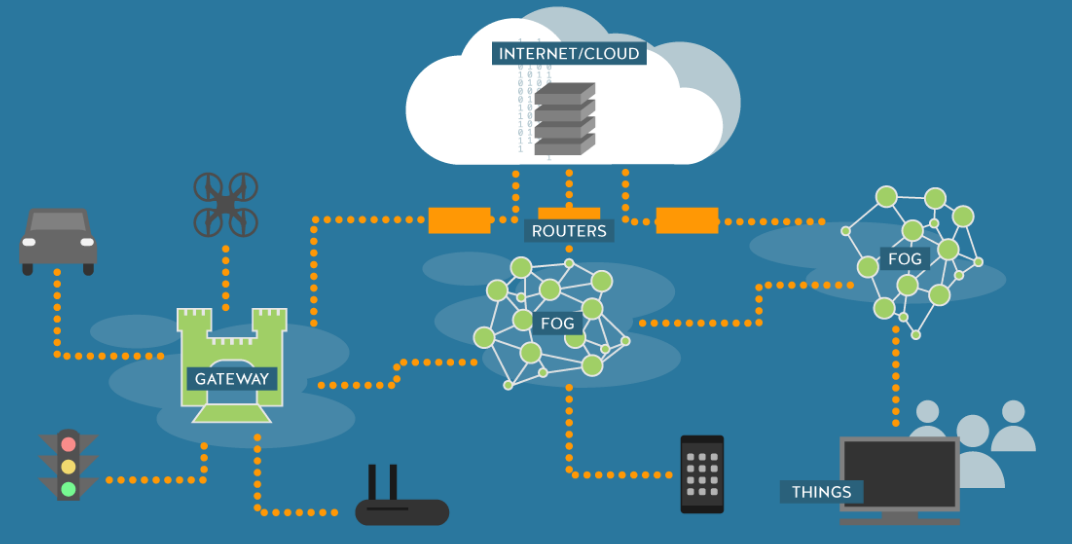 INTERNET/CLOUD
ROUTERS
FOG
FOG
GATEWAY
THINGS